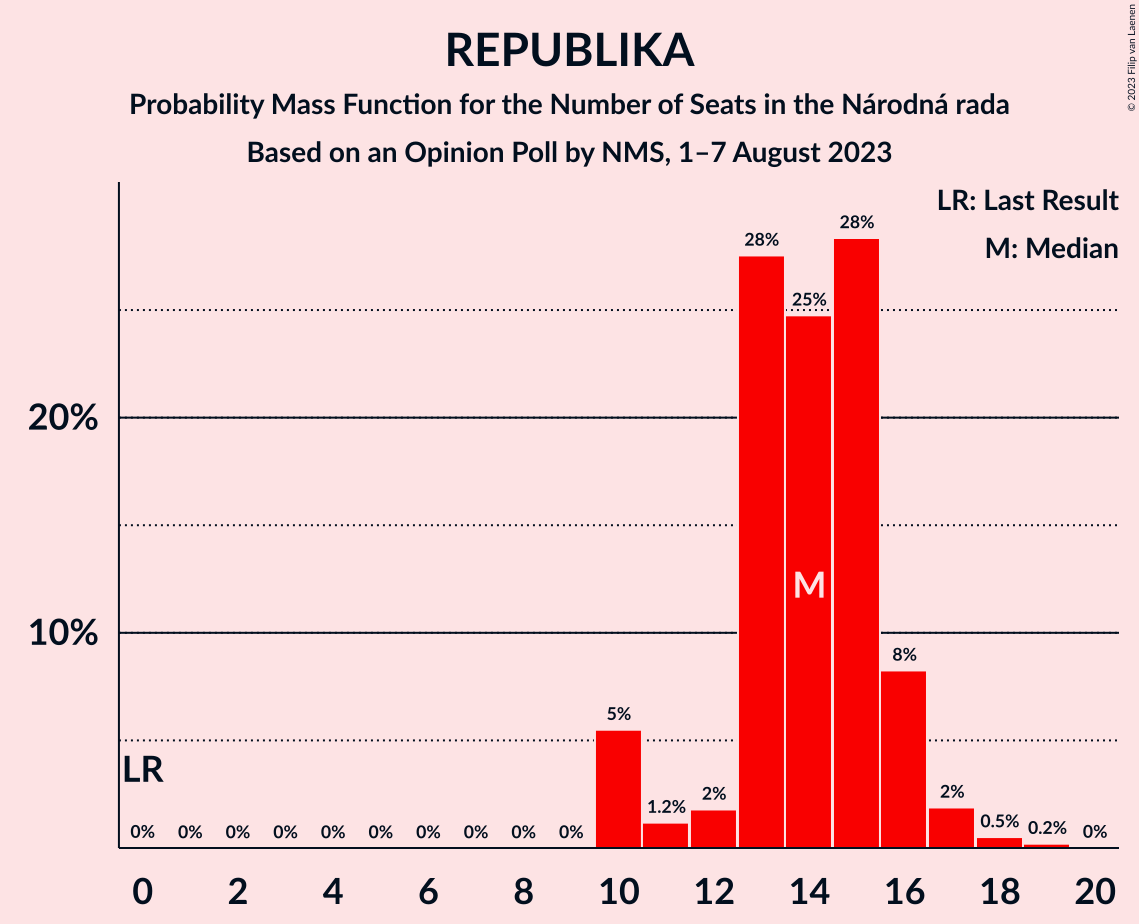 REPUBLIKA
Probability Mass Function for the Number of Seats in the Národná rada
Based on an Opinion Poll by NMS, 1–7 August 2023
© 2023 Filip van Laenen
LR: Last Result
M: Median
28%
28%
25%
20%
M
10%
8%
5%
LR
2%
2%
1.2%
0.5%
0.2%
0% 0% 0% 0% 0% 0% 0% 0% 0% 0% 0%
0 2 4 6 8 10 12 14 16 18 20